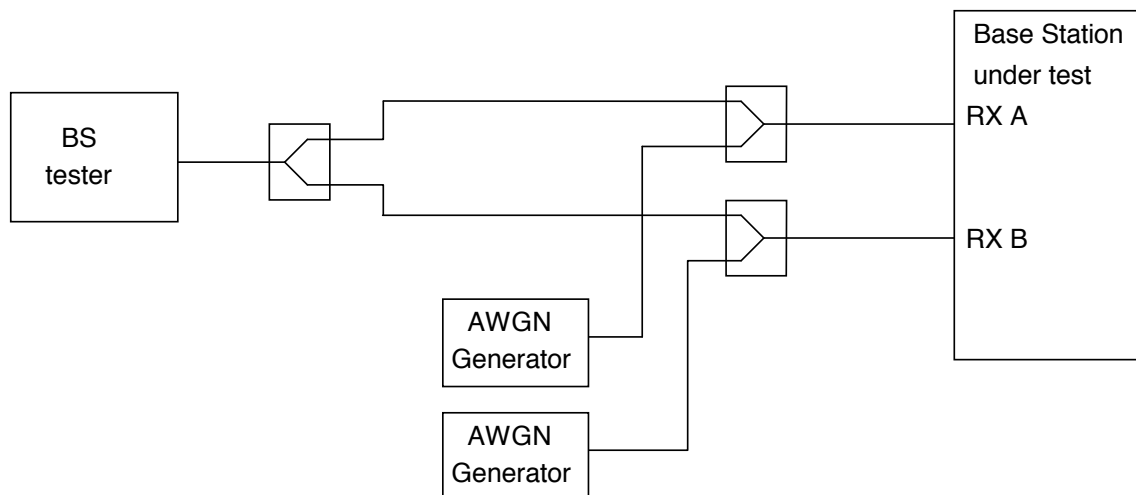 BS
tester
Base Station
under test
RX A
RX B
AWGN
Generator
AWGN
Generator